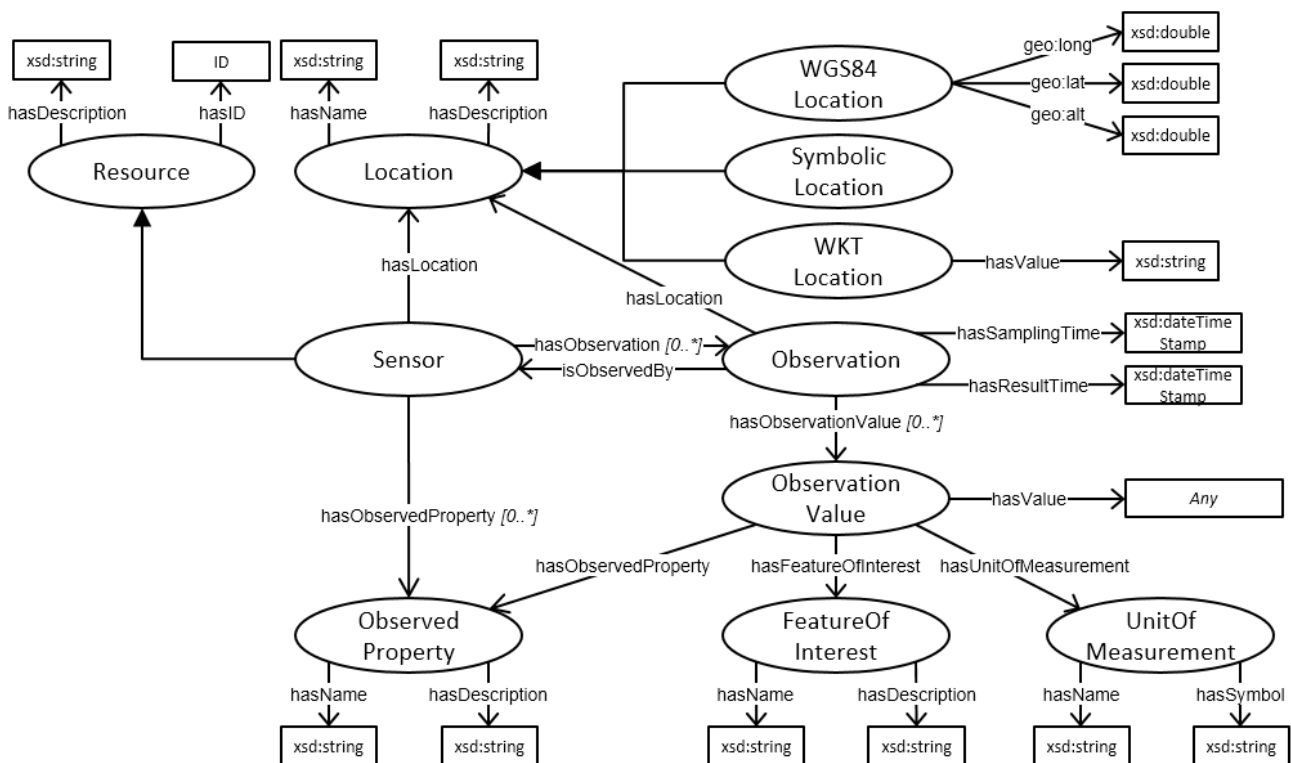 xsd:string
ID
xsd:string
xsd:string
xsd:double
geo:long
WGS84
Location
geo:lat
xsd:double
geo:alt
xsd:double
hasDescription
hasID
hasName
hasDescription
Resource
Location
Symbolic
Location
WKT
Location
hasValue
xsd:string
hasLocation
hasLocation
Sensor
hasObservation [0..*]
isObservedBy
Observation
hasSamplingTime
xsd:dateTime
Stamp
hasResultTime
xsd:dateTime
Stamp
hasObservationValue [0..*]
Observation
Value
hasValue
Any
hasObservedProperty [0..*]
hasObservedProperty
hasFeatureOfInterest
hasUnitOfMeasurement
Observed
Property
FeatureOf
Interest
UnitOf
Measurement
hasName
hasDescription
hasName
hasDescription
hasName
hasSymbol
xsd:string
xsd:string
xsd:string
xsd:string
xsd:string
xsd:string